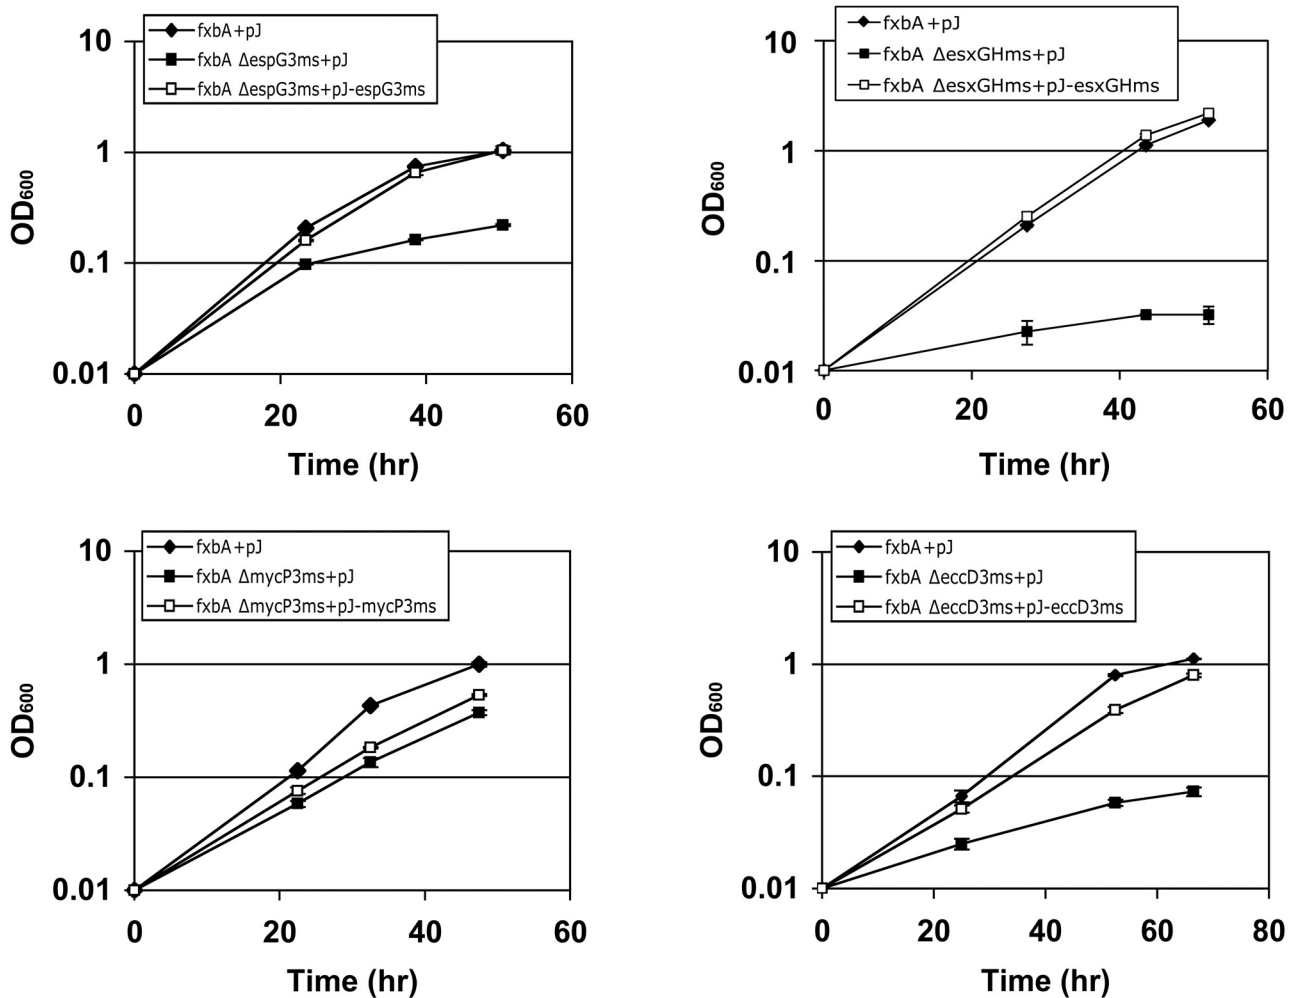 fxbA+pJ
fxbA ΔespG3ms+pJ
fxbA ΔespG3ms+pJ-espG3ms
10
1
0.1
0.01
OD600
0
20
40
60
Time (hr)
fxbA+pJ
fxbA ΔesxGHms+pJ
fxbA ΔesxGHms+pJ-esxGHms
10
1
0.1
0.01
OD600
0
20
40
60
Time (hr)
fxbA+pJ
fxbA ΔmycP3ms+pJ
fxbA ΔmycP3ms+pJ-mycP3ms
10
1
0.1
0.01
OD600
0
20
40
60
Time (hr)
fxbA+pJ
fxbA ΔeccD3ms+pJ
fxbA ΔeccD3ms+pJ-eccD3ms
10
1
0.1
0.01
OD600
0
20
40
60
80
Time (hr)